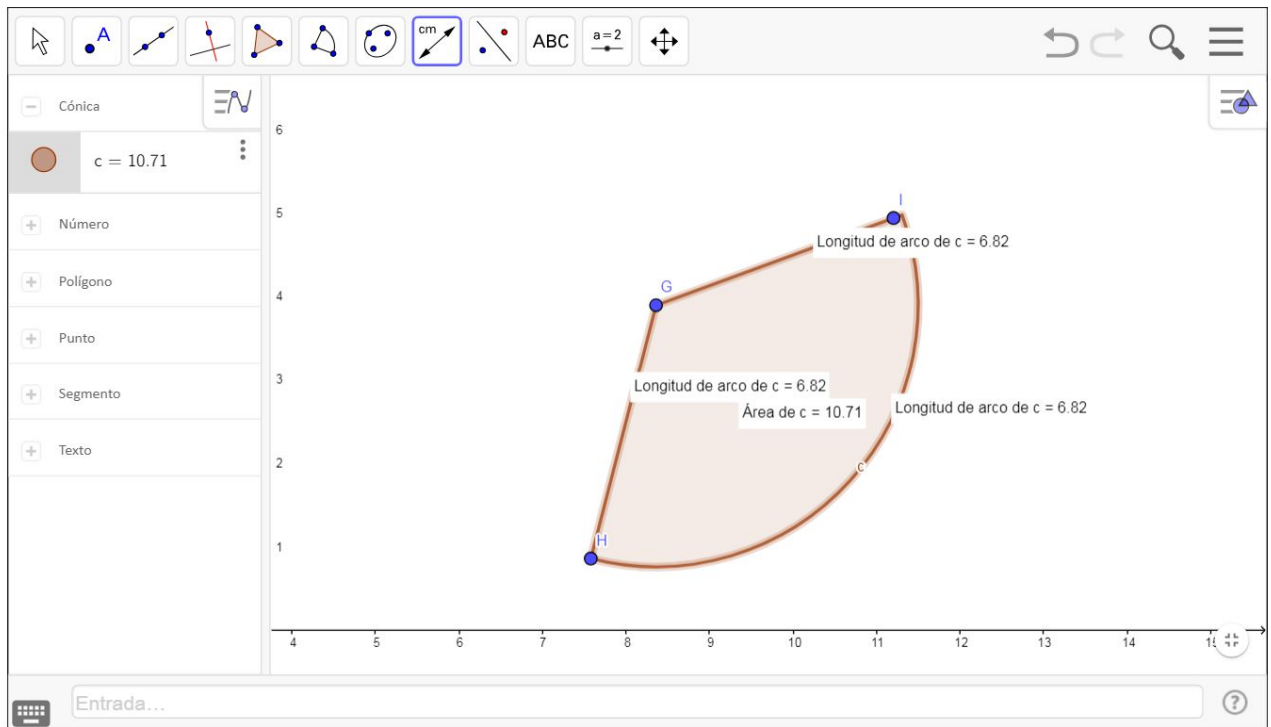 A
cm
ABC
a = 2
Cónica
c = 10.71
Número
Polígono
Punto
Segmento
Texto
6
5
4
3
2
1
I
Longitud de arco de c = 6.82
G
Longitud de arco de c = 6.82
Área de c = 10.71
Longitud de arco de c = 6.82
c
H
4
5
6
7
8
9
10
11
12
13
14
Entrada...
?